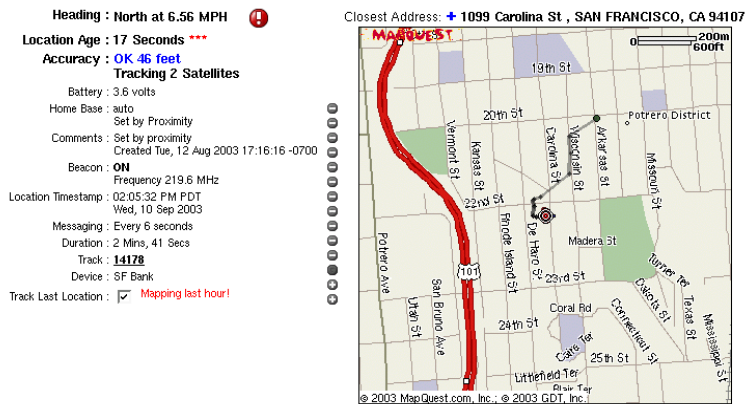 Heading : North at 6.56 MPH
Location Age : 17 Seconds ***
Accuracy : OK 46 feet
Tracking 2 Satellites
Battery : 3.6 volts
Home Base : auto
Set by Proximity
Comments : Set by proximity
Created Tue, 12 Aug 2003 17:16:16 -0700
Beacon : ON
Frequency 219.6 MHz
Location Timestamp : 02:05:32 PM PDT
Wed, 10 Sep 2003
Messaging : Every 6 seconds
Duration : 2 Mins, 41 Secs
Track : 14178
Device : SF Bank
Track Last Location : Mapping last hour!
Closest Address: + 1099 Carolina St , SAN FRANCISCO, CA 94107
MAPQUEST
0 200m
600ft
19th St
20th St
Potrero District
Vermont St
Kansas St
Carolina St
Wisconsin St
Arkansas St
Missouri St
22nd St
Rhode Island St
De Haro St
Madera St
Potrero Ave
101
23rd St
Turner Ter
San Bruno Ave
Utah St
Coral Rd
Dakota St
Connecticut St
Texas St
Mississippi St
24th St
Caire Ter
25th St
Littlefield Ter
Blair Ter
© 2003 MapQuest.com, Inc.; © 2003 GDT, Inc.